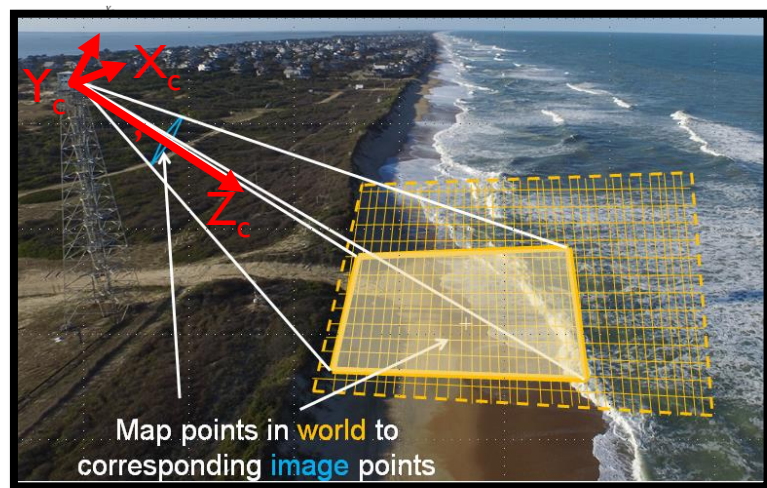 Y
X c
Y c
Z c
Map points in world to
corresponding image points